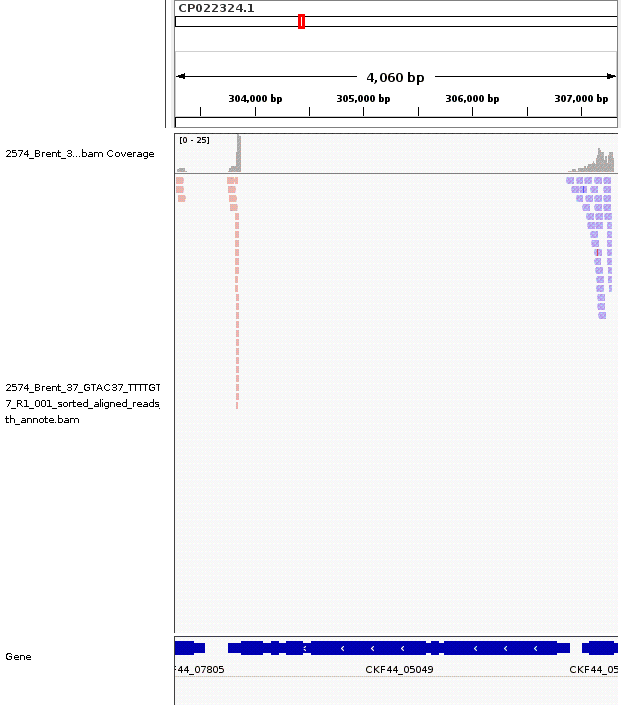 CP022324.1
4,060 bp
304,000 bp
305,000 bp
306,000 bp
307,000 bp
[0 - 25]
2574_Brent_3...bam Coverage
2574_Brent_37_GTAC37_TTTTGT
7_R1_001_sorted_aligned_reads_
th_annote.bam
Gene
F44_07805
CKF44_05049
CKF44_05